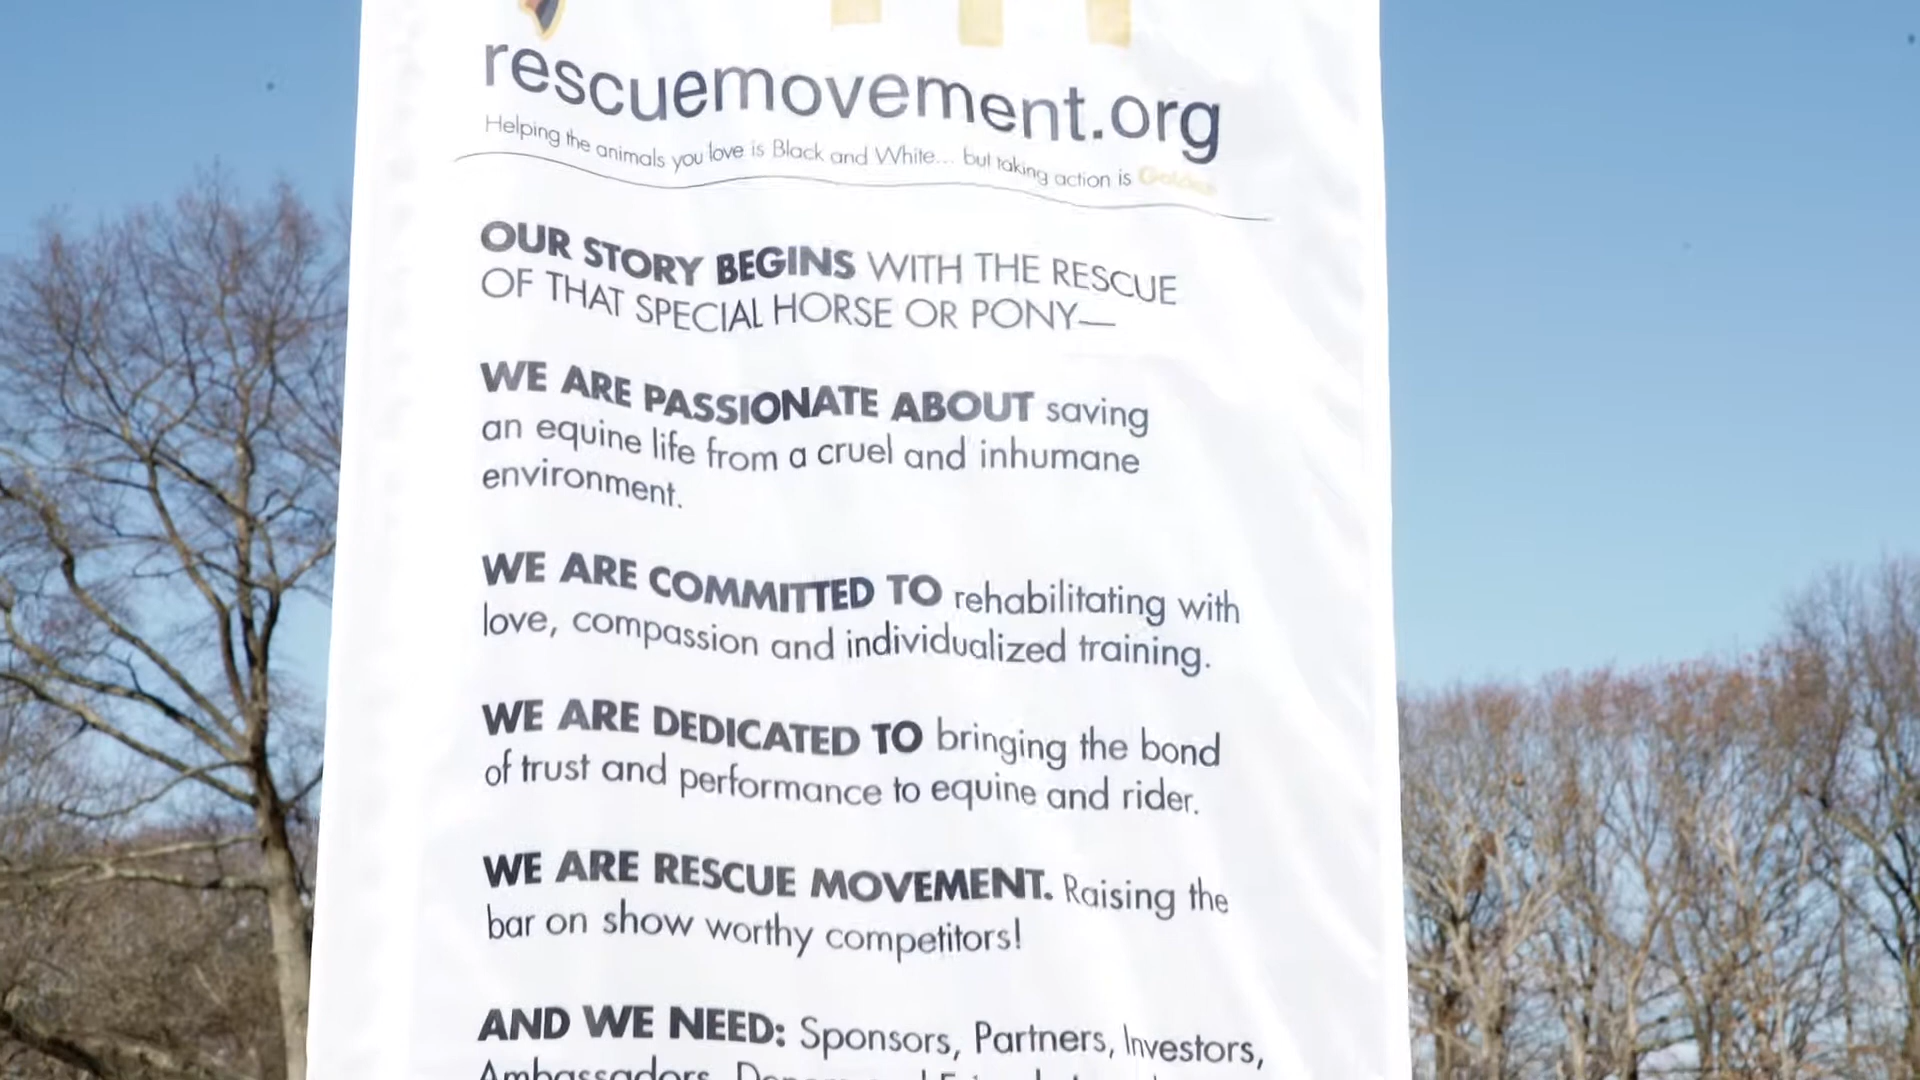 rescuemovement.org
Helping the animals you love is Black and White... but taking action is Golden
OUR STORY BEGINS WITH THE RESCUE
OF THAT SPECIAL HORSE OR PONY—
WE ARE PASSIONATE ABOUT saving
an equine life from a cruel and inhumane
environment.
WE ARE COMMITTED TO rehabilitating with
love, compassion and individualized training.
WE ARE DEDICATED TO bringing the bond
of trust and performance to equine and rider.
WE ARE RESCUE MOVEMENT. Raising the
bar on show worthy competitors!
AND WE NEED: Sponsors, Partners, Investors,
Ambassadors,